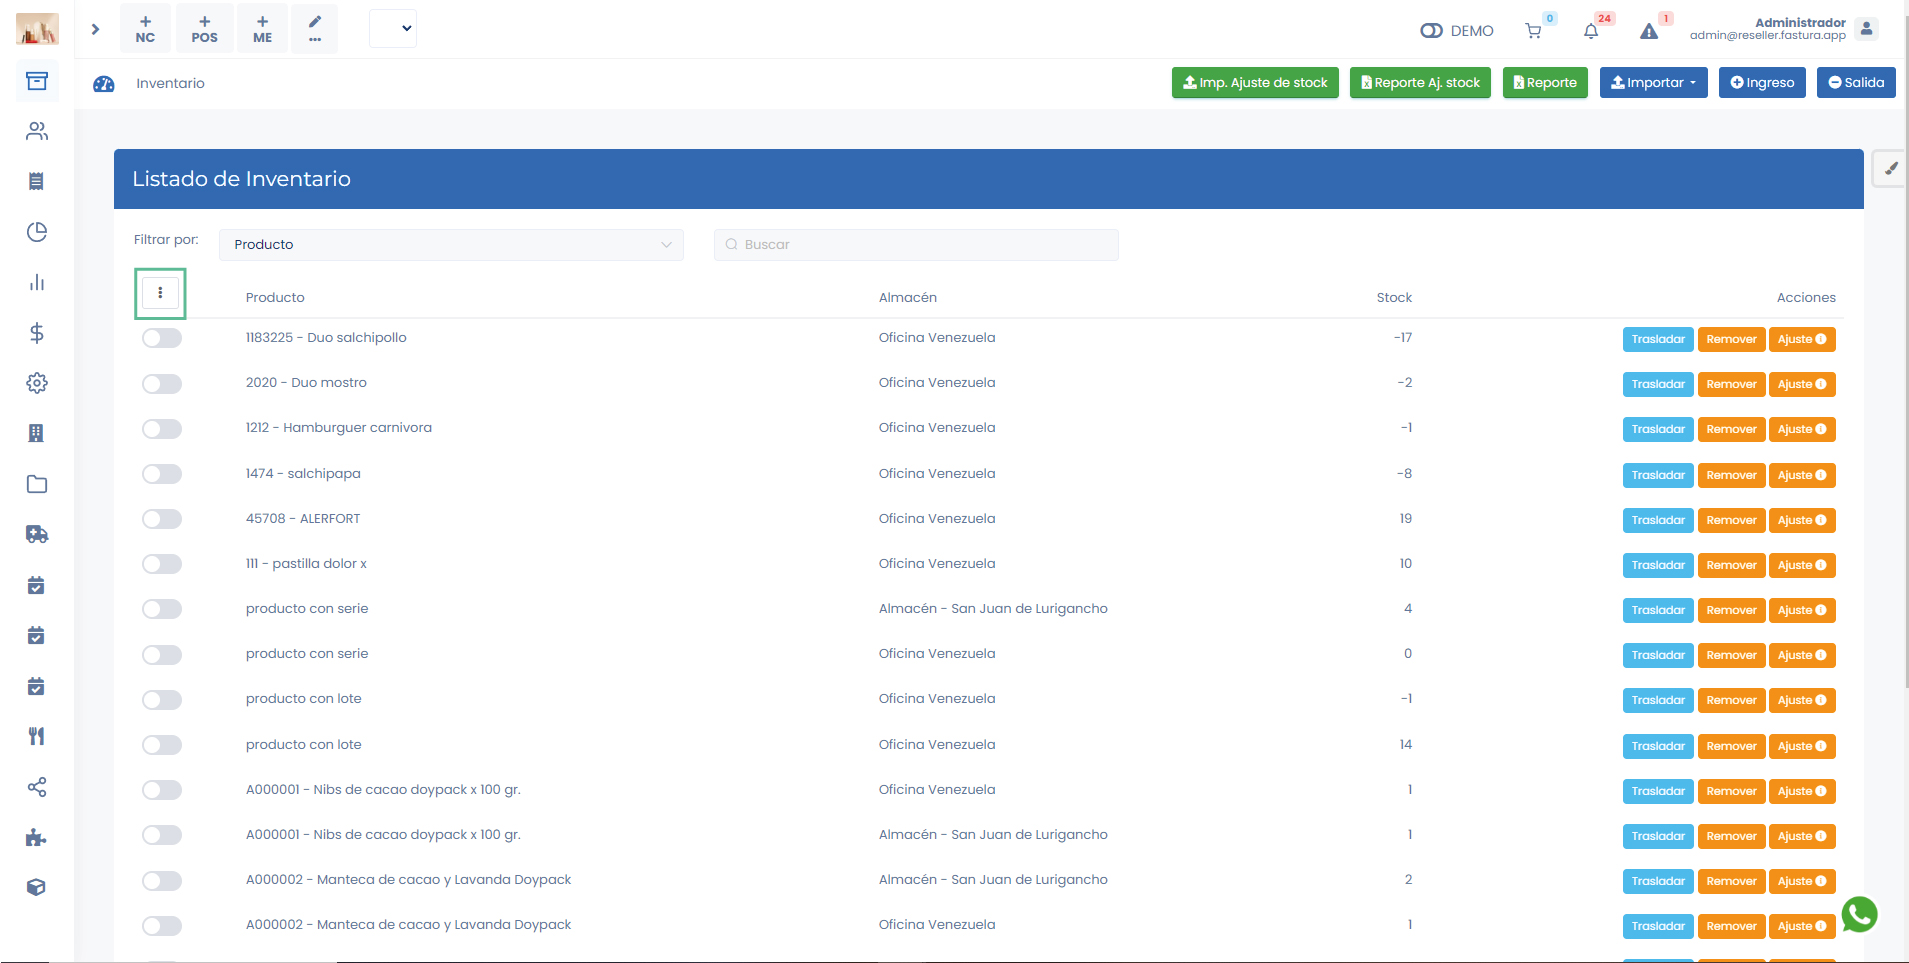 NC
POS
ME
...
DEMO
0
24
1
Administrador
admin@reseller.fastura.app
Inventario
Imp. Ajuste de stock
Reporte Aj. stock
Reporte
Importar
Ingreso
Salida
Listado de Inventario
Filtrar por:
Producto
Buscar
Producto Almacén Stock Acciones
1183225 - Duo salchipollo Oficina Venezuela -17 Trasladar Remover Ajuste
2020 - Duo mostro Oficina Venezuela -2 Trasladar Remover Ajuste
1212 - Hamburguer carnivora Oficina Venezuela -1 Trasladar Remover Ajuste
1474 - salchipapa Oficina Venezuela -8 Trasladar Remover Ajuste
45708 - ALERFORT Oficina Venezuela 19 Trasladar Remover Ajuste
111 - pastilla dolor x Oficina Venezuela 10 Trasladar Remover Ajuste
producto con serie Almacén - San Juan de Lurigancho 4 Trasladar Remover Ajuste
producto con serie Oficina Venezuela 0 Trasladar Remover Ajuste
producto con lote Oficina Venezuela -1 Trasladar Remover Ajuste
producto con lote Oficina Venezuela 14 Trasladar Remover Ajuste
A000001 - Nibs de cacao doypack x 100 gr. Oficina Venezuela 1 Trasladar Remover Ajuste
A000001 - Nibs de cacao doypack x 100 gr. Almacén - San Juan de Lurigancho 1 Trasladar Remover Ajuste
A000002 - Manteca de cacao y Lavanda Doypack Almacén - San Juan de Lurigancho 2 Trasladar Remover Ajuste
A000002 - Manteca de cacao y Lavanda Doypack Oficina Venezuela 1 Trasladar Remover Ajuste